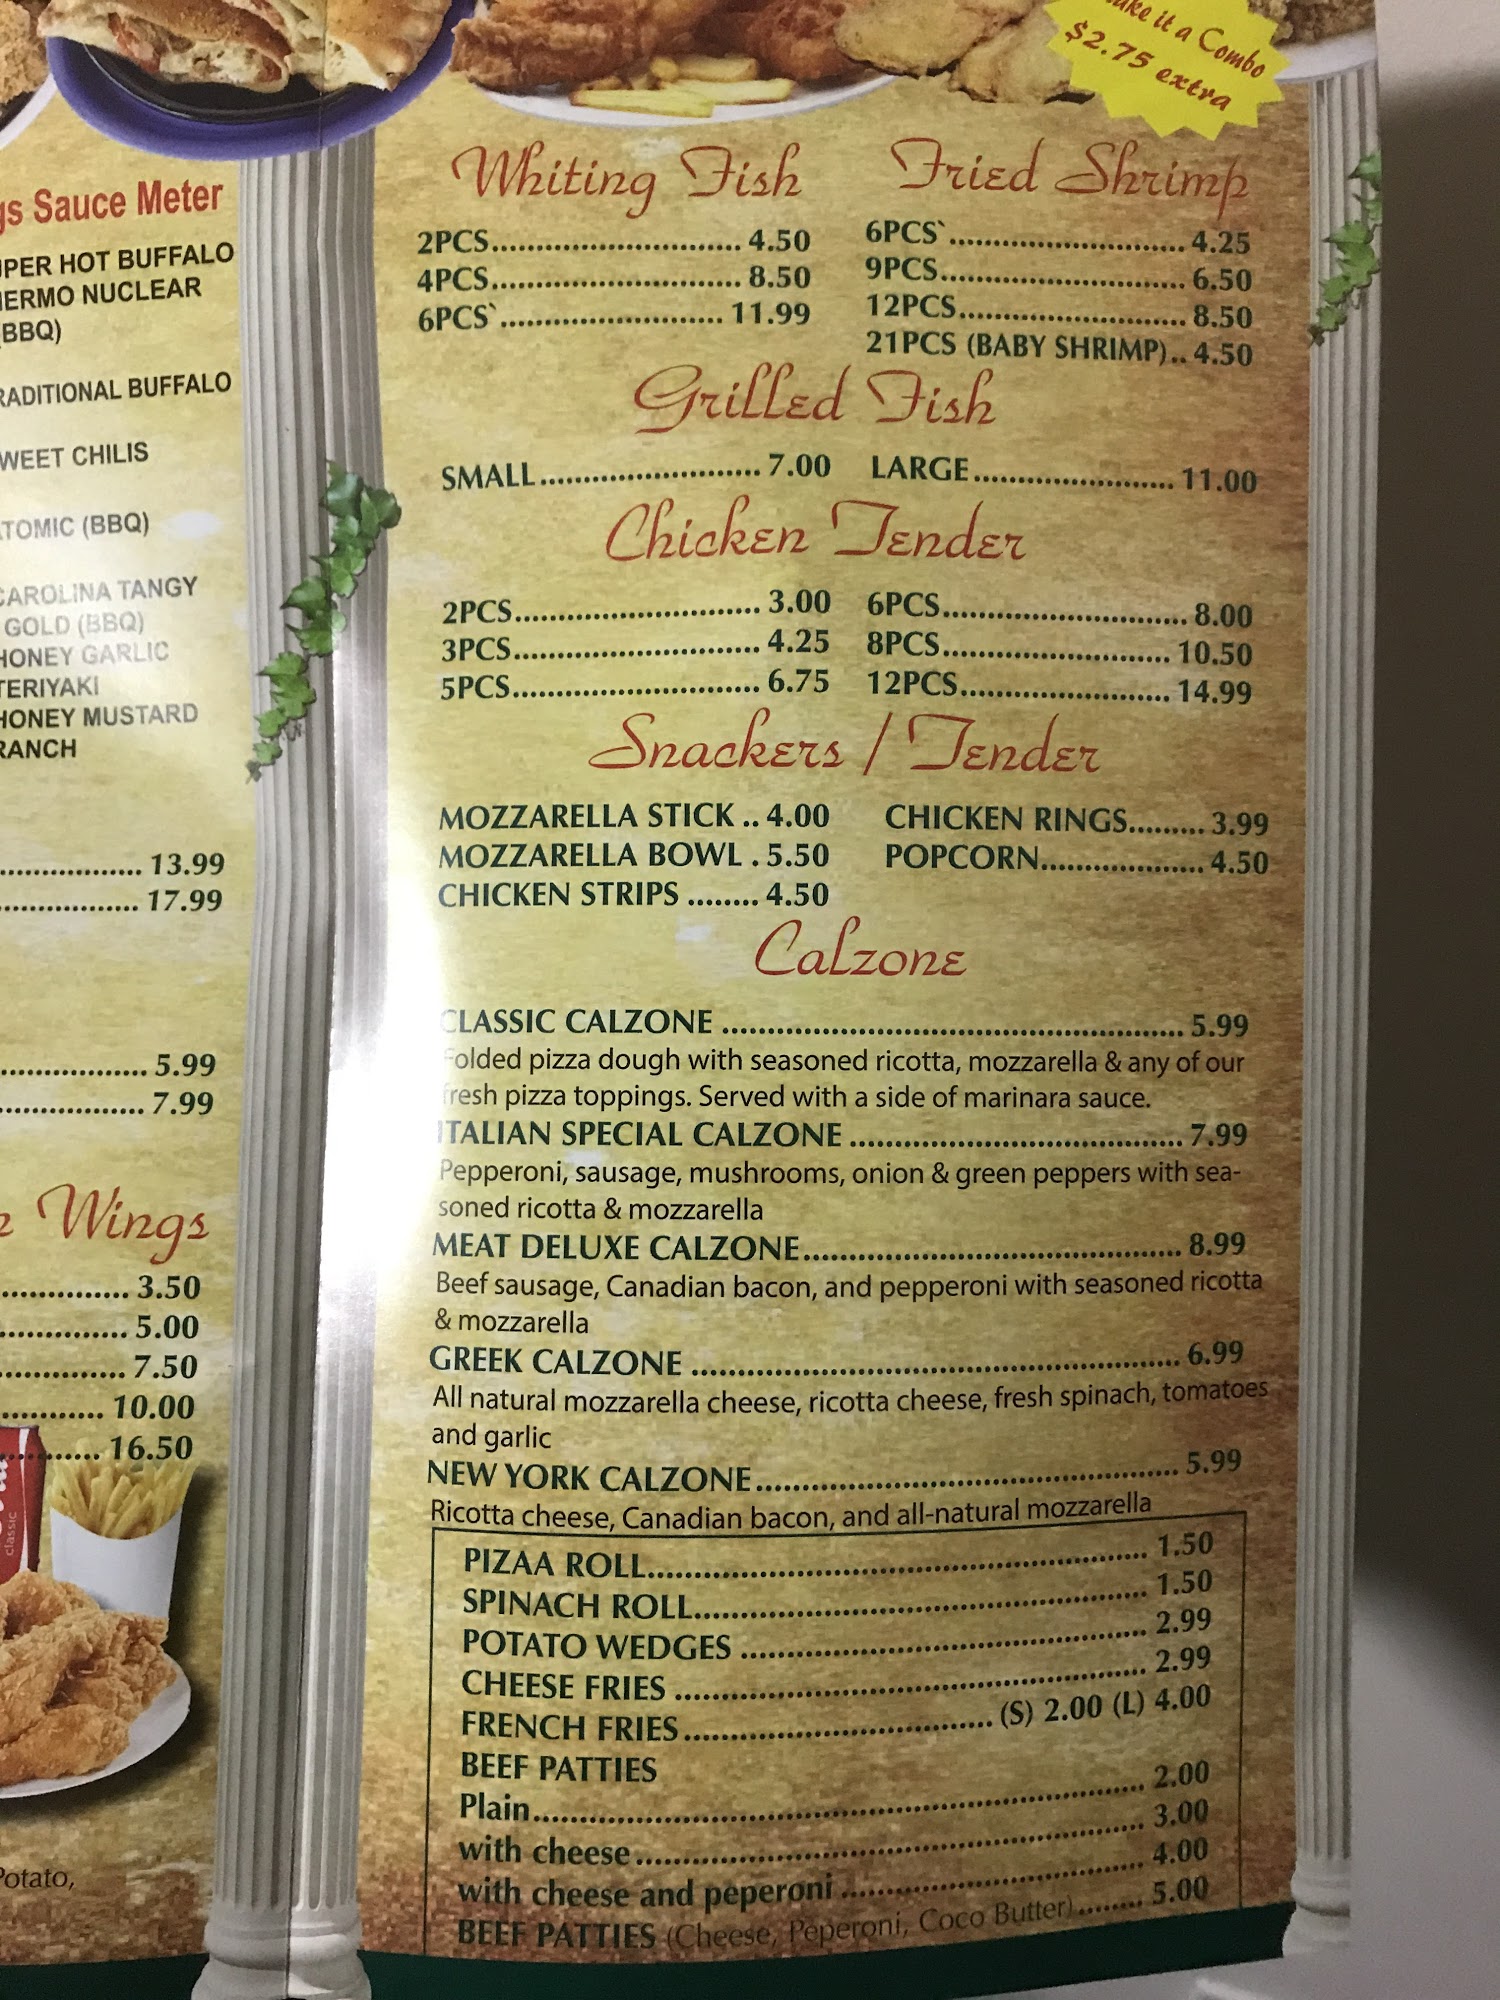 it a Combo
$2.75 extra
Sauce Meter
HOT BUFFALO
NUCLEAR
BBQ)
BUFFALO
CHILIS
(BBQ)
CAROLINA TANGY
GOLD (BBQ)
HONEY GARLIC
TERIYAKI
HONEY MUSTARD
RANCH
13.99
17.99
5.99
7.99
Wings
3.50
5.00
7.50
10.00
16.50
classic
Potato,
Whiting Fish
2PCS.......................... 4.50
4PCS.......................... 8.50
6PCS`....................... 11.99
Fried Shrimp
6PCS`........................ 4.25
9PCS......................... 6.50
12PCS....................... 8.50
21PCS (BABY SHRIMP).. 4.50
Grilled Fish
SMALL....................... 7.00
LARGE..................... 11.00
Chicken Tender
2PCS......................... 3.00
3PCS......................... 4.25
5PCS......................... 6.75
6PCS......................... 8.00
8PCS....................... 10.50
12PCS..................... 14.99
Snackers / Tender
MOZZARELLA STICK .. 4.00
MOZZARELLA BOWL . 5.50
CHICKEN STRIPS ........ 4.50
CHICKEN RINGS......... 3.99
POPCORN................. 4.50
Calzone
CLASSIC CALZONE .................................................. 5.99
Folded pizza dough with seasoned ricotta, mozzarella & any of our
fresh pizza toppings. Served with a side of marinara sauce.
ITALIAN SPECIAL CALZONE .................................... 7.99
Pepperoni, sausage, mushrooms, onion & green peppers with sea-
soned ricotta & mozzarella
MEAT DELUXE CALZONE......................................... 8.99
Beef sausage, Canadian bacon, and pepperoni with seasoned ricotta
& mozzarella
GREEK CALZONE ..................................................... 6.99
All natural mozzarella cheese, ricotta cheese, fresh spinach, tomatoes
and garlic
NEW YORK CALZONE.............................................. 5.99
Ricotta cheese, Canadian bacon, and all-natural mozzarella
PIZAA ROLL...................................................... 1.50
SPINACH ROLL................................................. 1.50
POTATO WEDGES ............................................ 2.99
CHEESE FRIES ................................................... 2.99
FRENCH FRIES.................................. (S) 2.00 (L) 4.00
BEEF PATTIES
Plain.................................................................. 2.00
with cheese....................................................... 3.00
with cheese and peperoni ................................. 4.00
BEEF PATTIES (Cheese, Peperoni, Coco Butter)........ 5.00